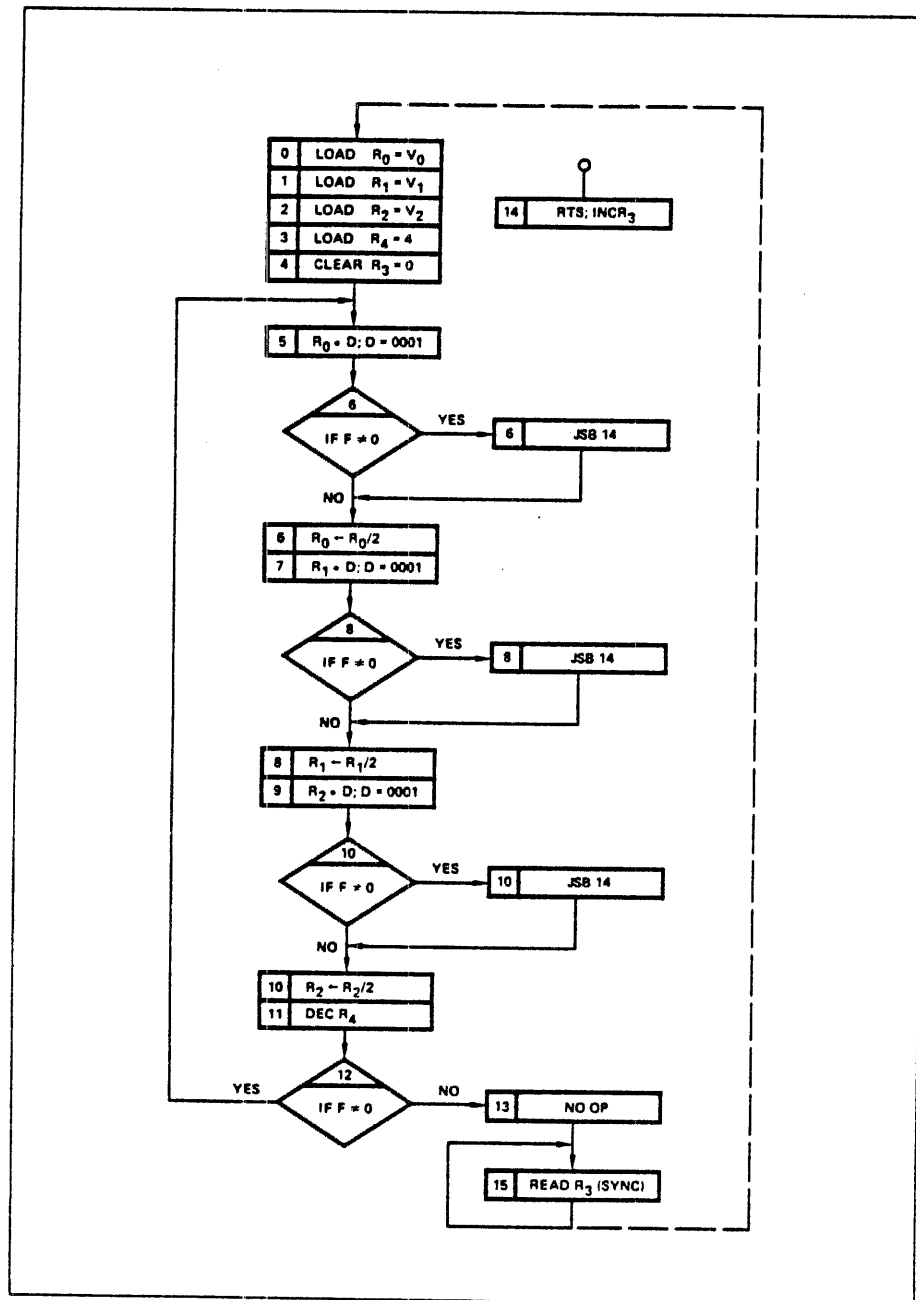 0 LOAD R0 = V0
1 LOAD R1 = V1
2 LOAD R2 = V2
3 LOAD R4 = 4
4 CLEAR R3 = 0
14 RTS; INCR3
5 R0 • D; D = 0001
6
IF F ≠ 0
YES
6 JSB 14
NO
6 R0 ← R0/2
7 R1 • D; D = 0001
8
IF F ≠ 0
YES
8 JSB 14
NO
8 R1 ← R1/2
9 R2 • D; D = 0001
10
IF F ≠ 0
YES
10 JSB 14
NO
10 R2 ← R2/2
11 DEC R4
12
IF F ≠ 0
YES
NO
13 NO OP
15 READ R3 (SYNC)